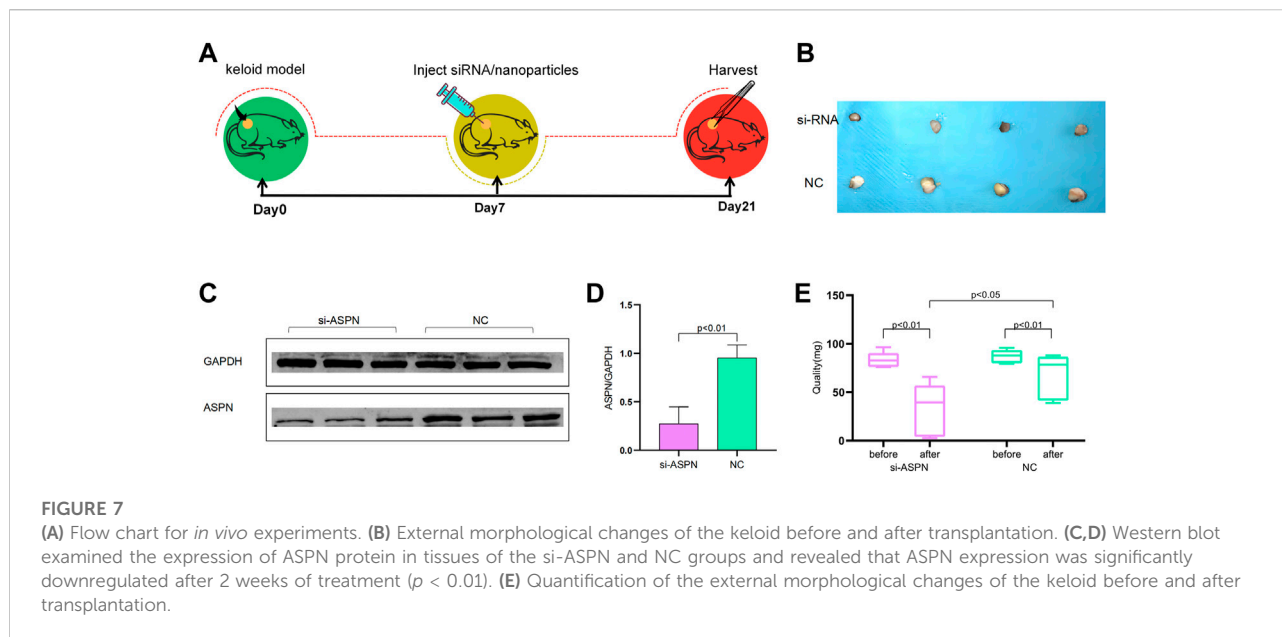 A
keloid model
Inject siRNA/nanoparticles
Harvest
Day0
Day7
Day21
B
si-RNA
NC
C
si-ASPN
NC
GAPDH
ASPN
D
ASPN/GAPDH
1.5
1.0
0.5
0.0
p<0.01
si-ASPN
NC
E
Quality(mg)
150
100
50
0
p<0.05
p<0.01
p<0.01
before
after
before
after
si-ASPN
NC
FIGURE 7
(A) Flow chart for in vivo experiments. (B) External morphological changes of the keloid before and after transplantation. (C,D) Western blot
examined the expression of ASPN protein in tissues of the si-ASPN and NC groups and revealed that ASPN expression was significantly
downregulated after 2 weeks of treatment (p < 0.01). (E) Quantification of the external morphological changes of the keloid before and after
transplantation.